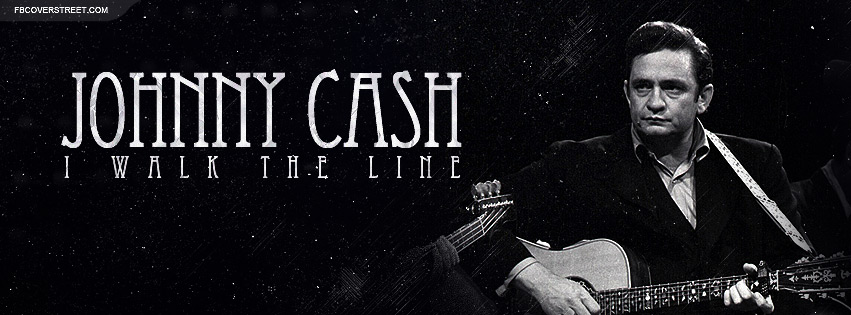 FBCOVERSTREET.COM
JOHNNY CASH
I WALK THE LINE